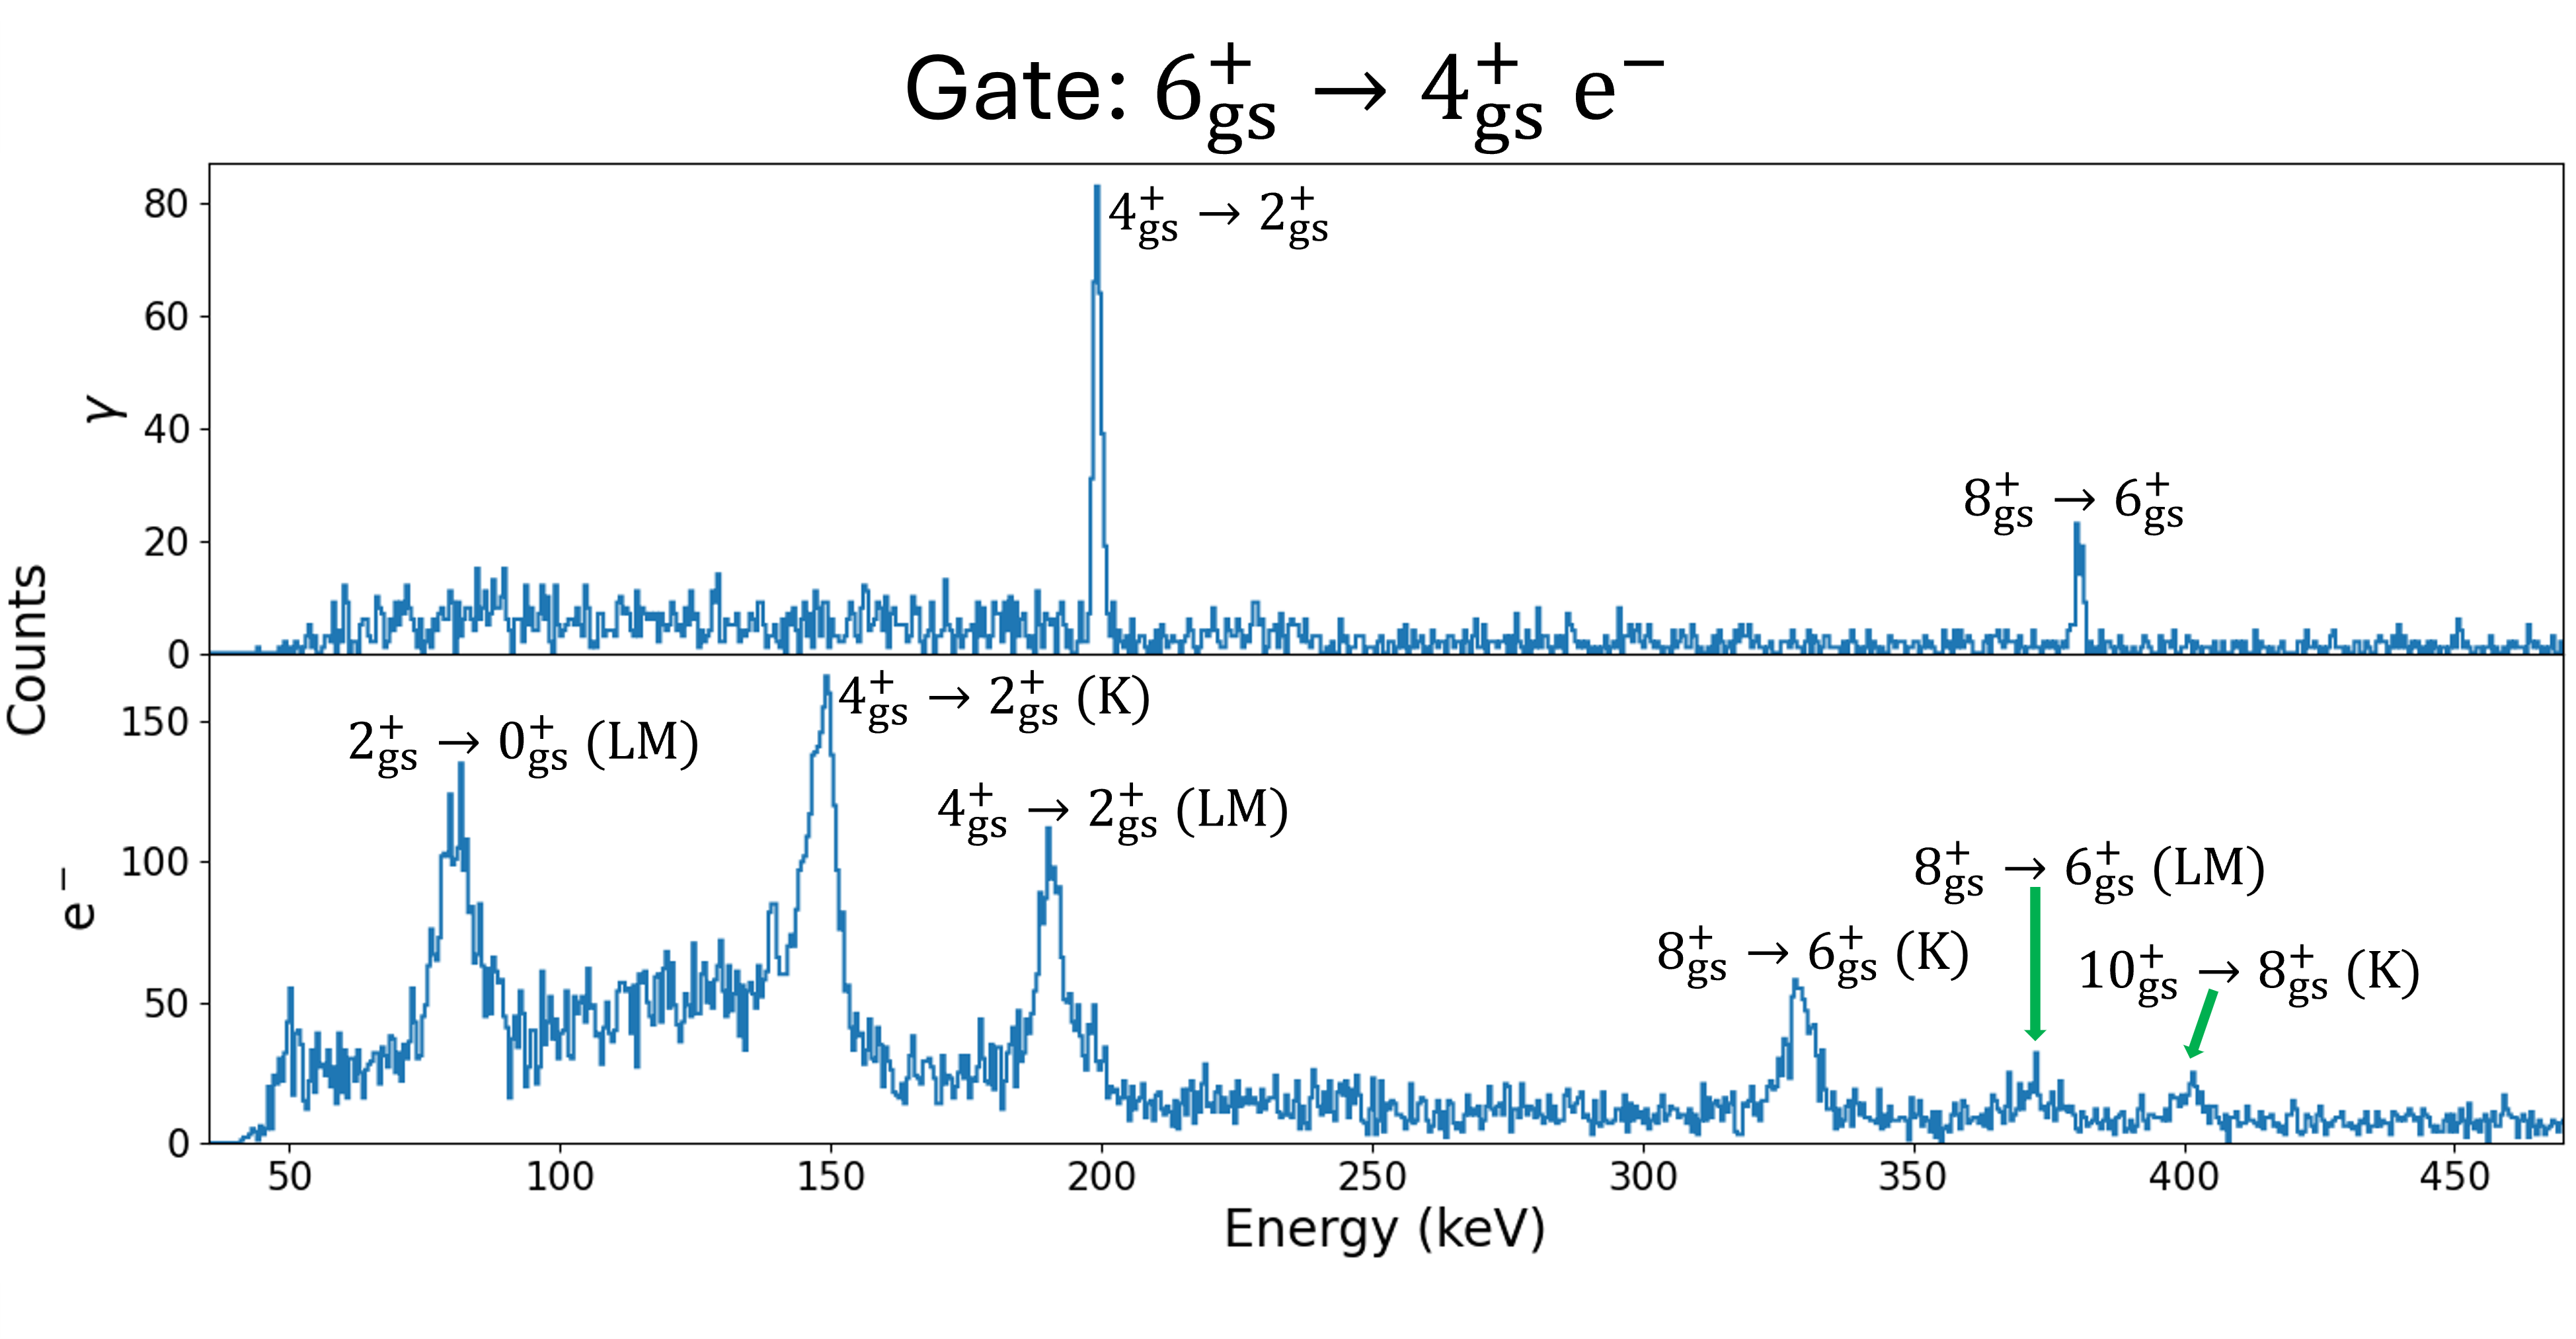 Gate: 6⁺gs → 4⁺gs e⁻
Counts
γ
80
60
40
20
0
4⁺gs → 2⁺gs
8⁺gs → 6⁺gs
e⁻
150
100
50
0
2⁺gs → 0⁺gs (LM)
4⁺gs → 2⁺gs (K)
4⁺gs → 2⁺gs (LM)
8⁺gs → 6⁺gs (K)
8⁺gs → 6⁺gs (LM)
10⁺gs → 8⁺gs (K)
50 100 150 200 250 300 350 400 450
Energy (keV)